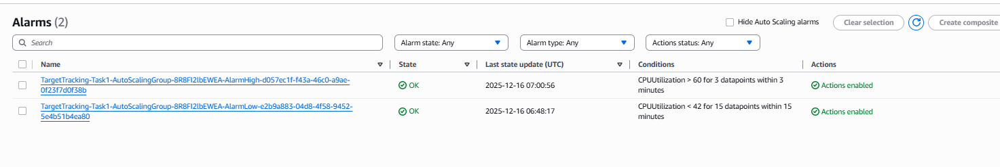 Alarms (2)
Hide Auto Scaling alarms
Clear selection
Create composite
Search
Alarm state: Any
Alarm type: Any
Actions status: Any
Name
State
Last state update (UTC)
Conditions
Actions
TargetTracking-Task1-AutoScalingGroup-8R8FI2lbEWEA-AlarmHigh-d057ec1f-f43a-46c0-a9ae-
0f23f7d0f38b
OK
2025-12-16 07:00:56
CPUUtilization > 60 for 3 datapoints within 3
minutes
Actions enabled
TargetTracking-Task1-AutoScalingGroup-8R8FI2lbEWEA-AlarmLow-e2b9a883-04d8-4f58-9452-
5e4b51b4ea80
OK
2025-12-16 06:48:17
CPUUtilization < 42 for 15 datapoints within 15
minutes
Actions enabled